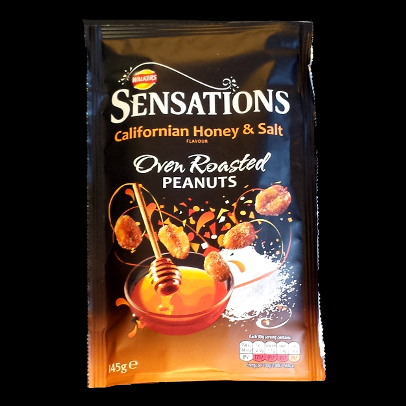 WALKERS
SENSATIONS
Californian Honey & Salt
FLAVOUR
Oven Roasted
PEANUTS
145g e